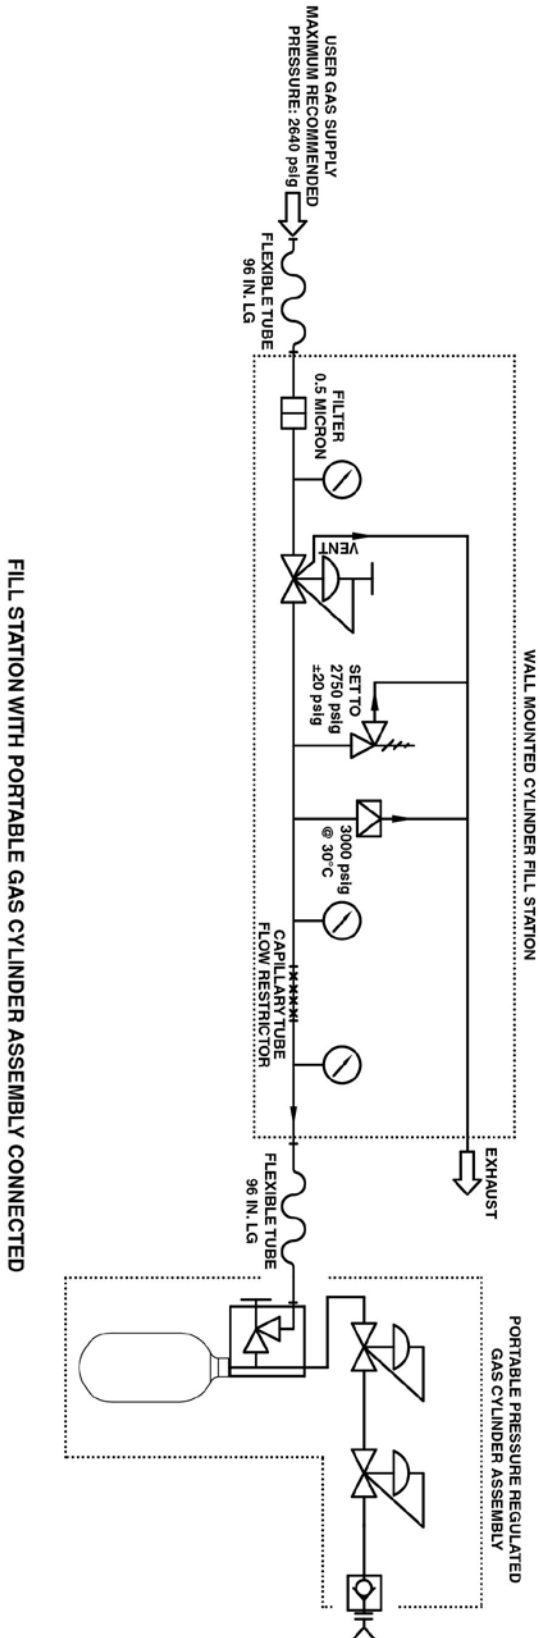 USER GAS SUPPLY
MAXIMUM RECOMMENDED
PRESSURE: 2640 psig
FLEXIBLE TUBE
96 IN. LG
WALL MOUNTED CYLINDER FILL STATION
FILTER
0.5 MICRON
VENT
SET TO
2750 psig
±20 psig
3000 psig
@ 30°C
CAPILLARY TUBE
FLOW RESTRICTOR
EXHAUST
FLEXIBLE TUBE
96 IN. LG
PORTABLE PRESSURE REGULATED
GAS CYLINDER ASSEMBLY
FILL STATION WITH PORTABLE GAS CYLINDER ASSEMBLY CONNECTED